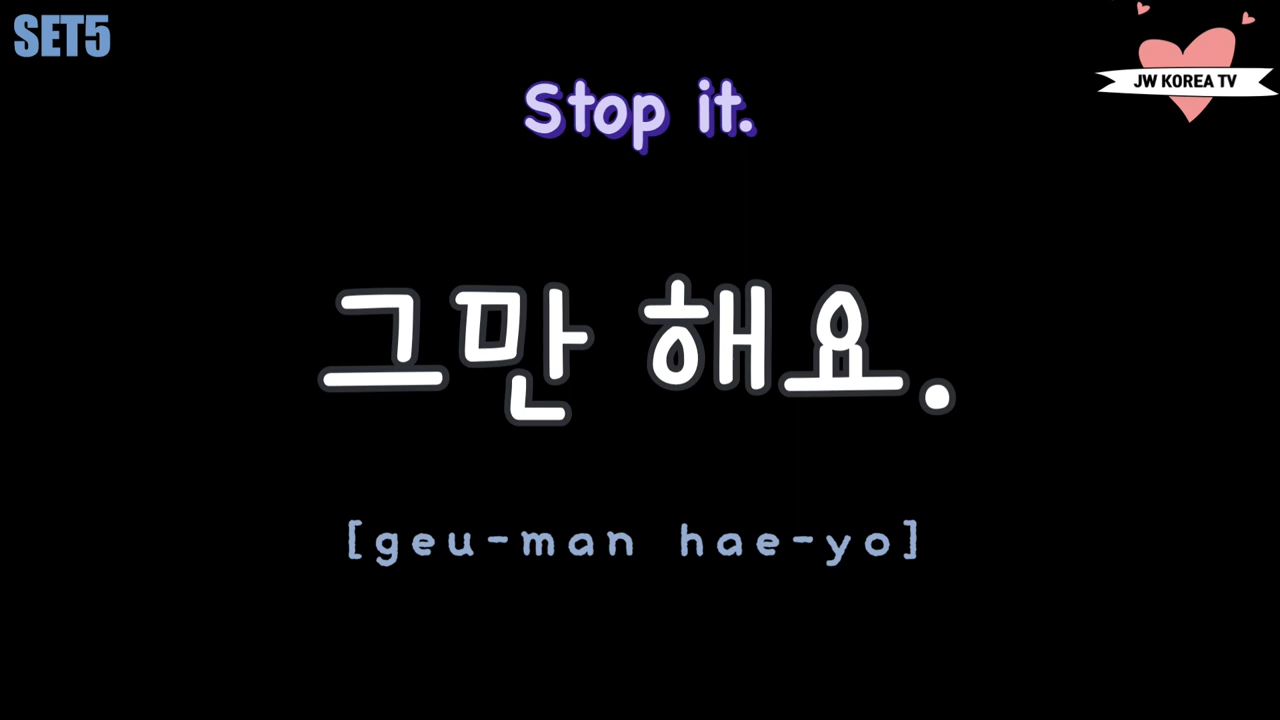 SET5
JW KOREA TV
Stop it.
그만 해요.
[geu-man hae-yo]